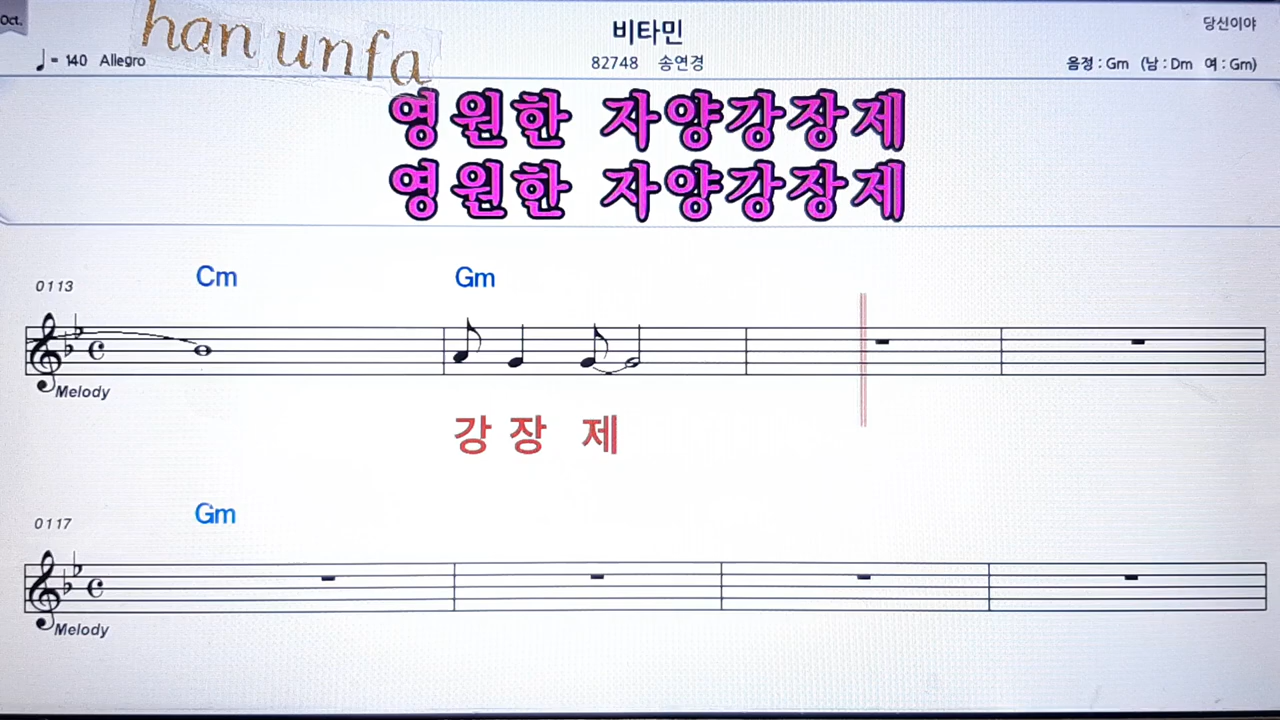 Oct.
han unfa
비타민
당신이야
♩= 140 Allegro
82748 송연경
음정 : Gm (남 : Dm 여 : Gm)
영원한 자양강장제
영원한 자양강장제
0113
Cm
Gm
Melody
강 장 제
0117
Gm
Melody